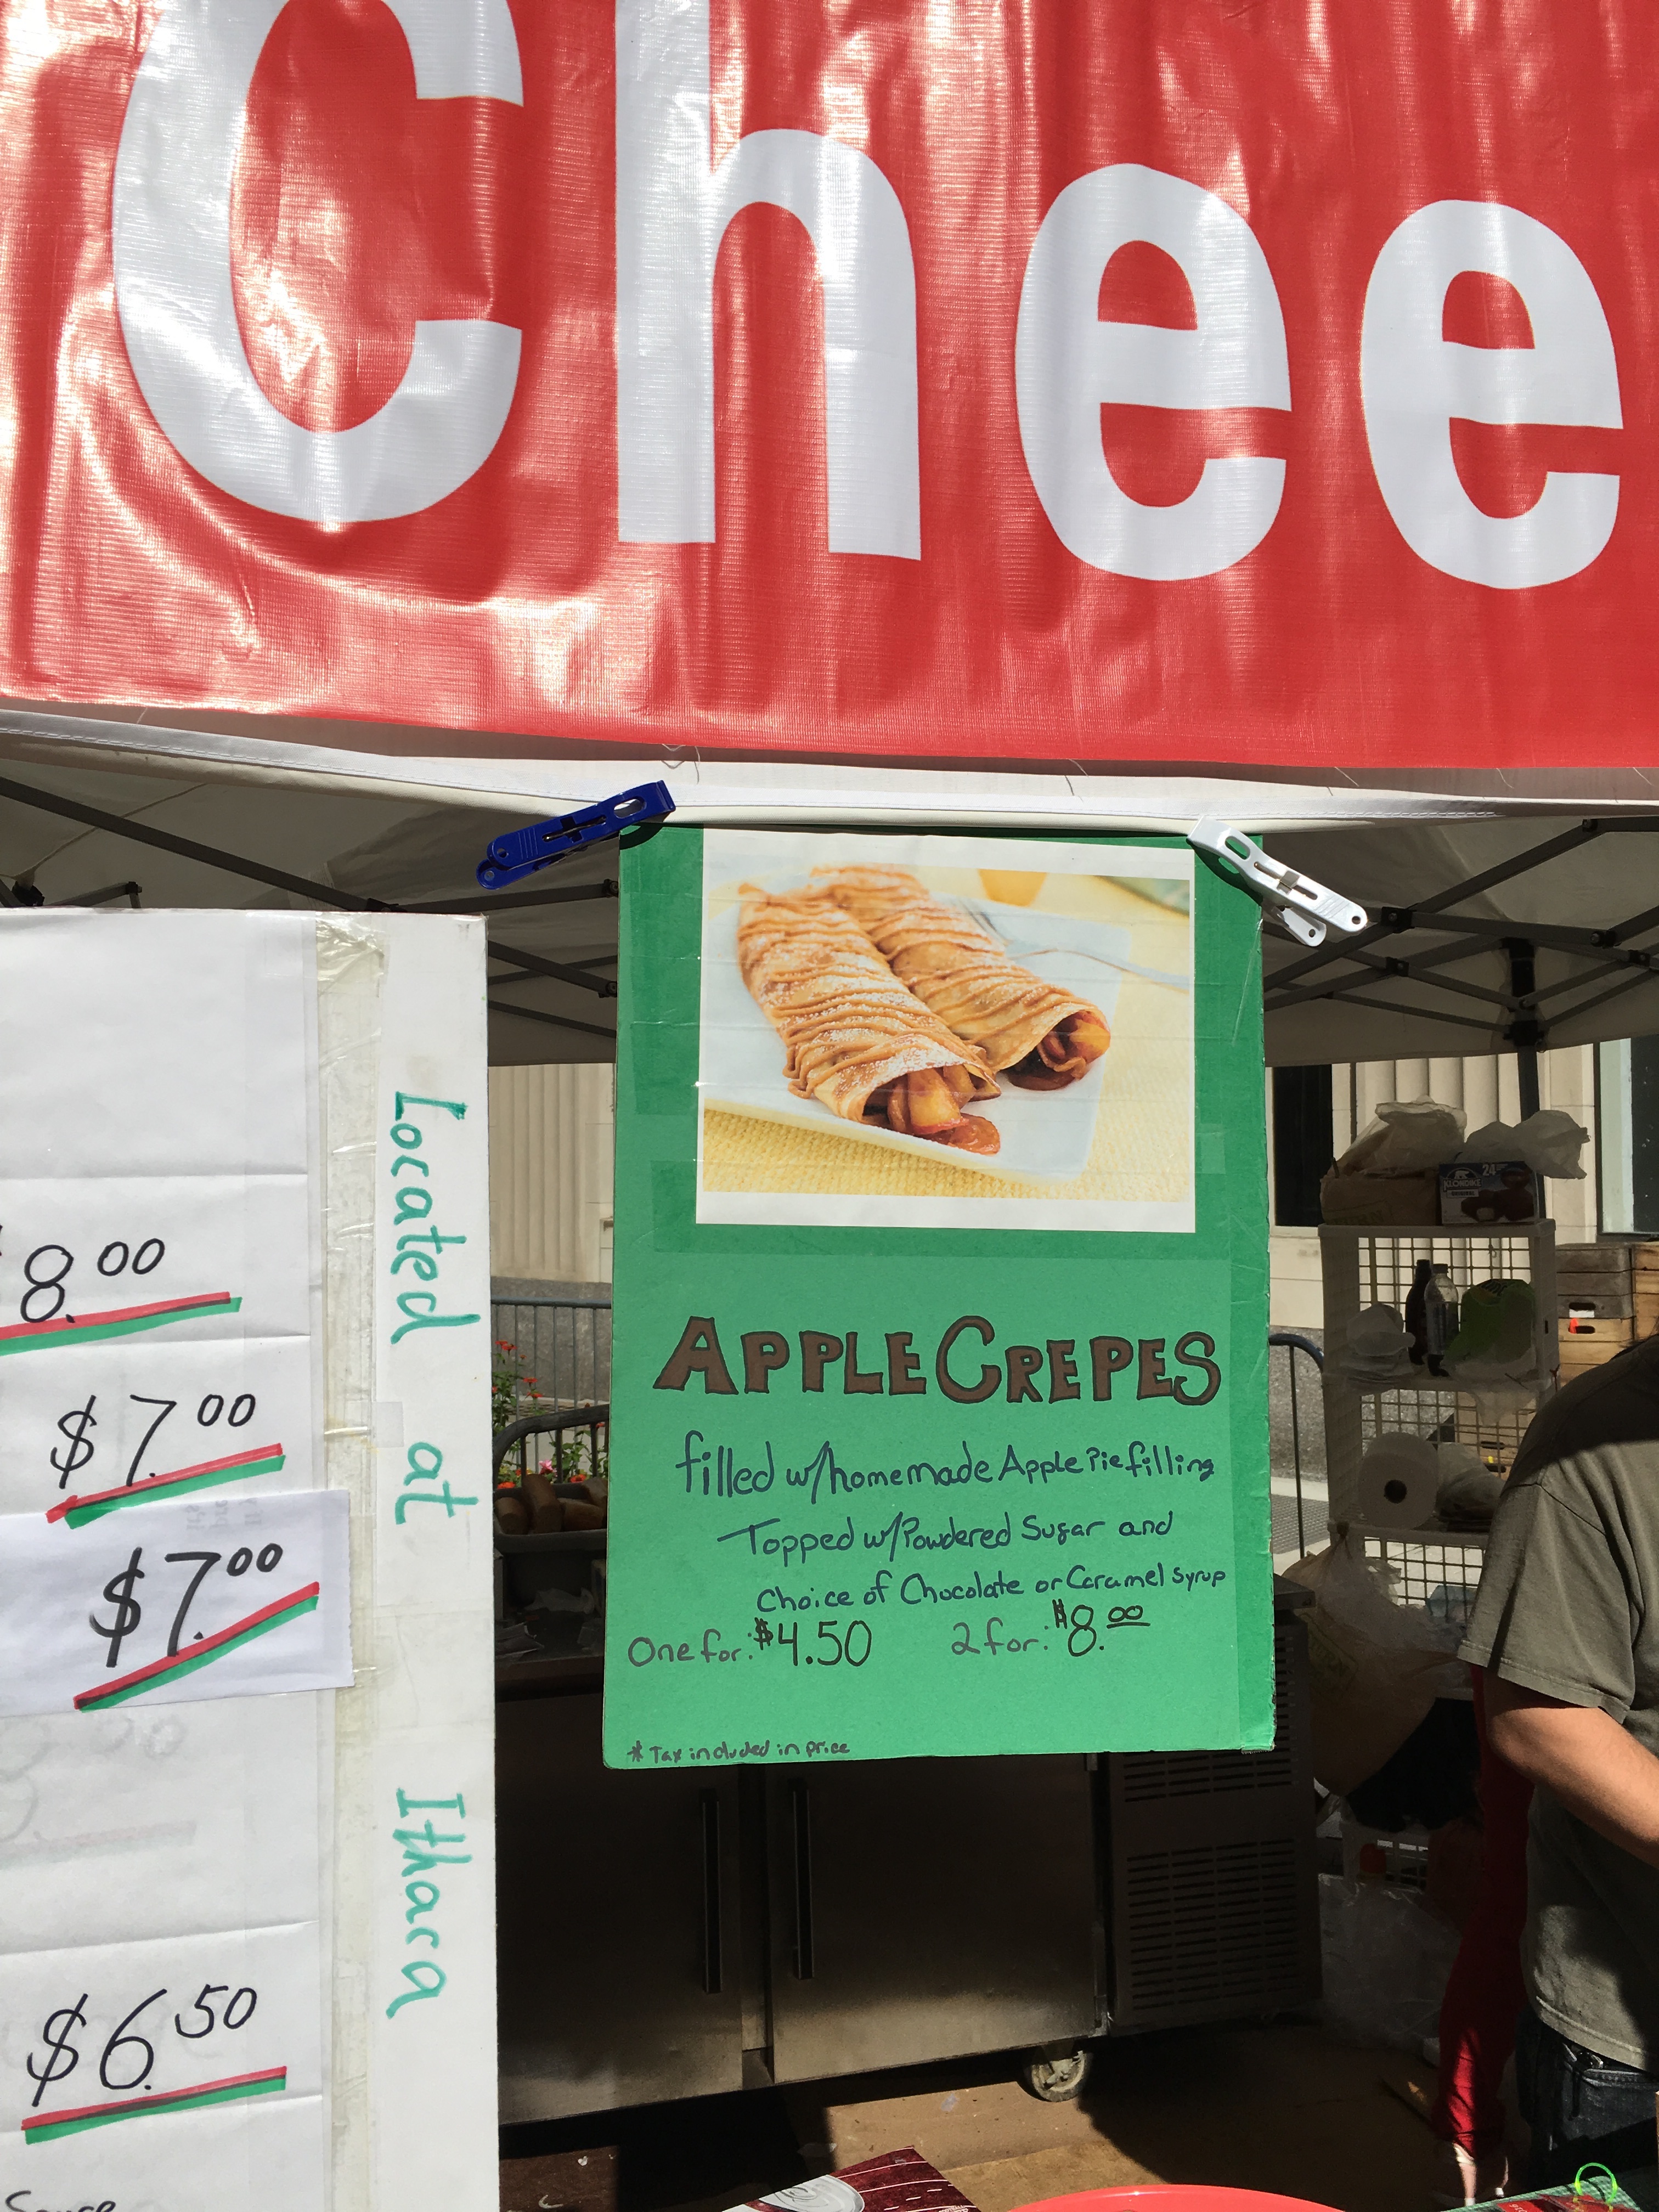 Chee
8.00
$7.00
$7.00
$6.50
Located at Ithaca
APPLE CREPES
filled w/homemade Apple Pie filling
Topped w/Powdered Sugar and
Choice of Chocolate or Caramel Syrup
One for: $4.50 2 for: $8.00
* Tax included in price
24
KLONDIKE